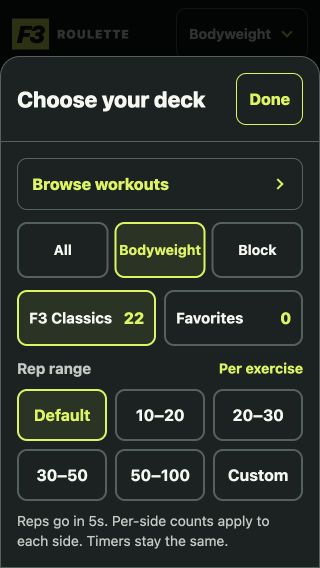 F3 ROULETTE Bodyweight
Choose your deck Done
Browse workouts
All Bodyweight Block
F3 Classics 22 Favorites 0
Rep range Per exercise
Default 10–20 20–30
30–50 50–100 Custom
Reps go in 5s. Per-side counts apply to
each side. Timers stay the same.